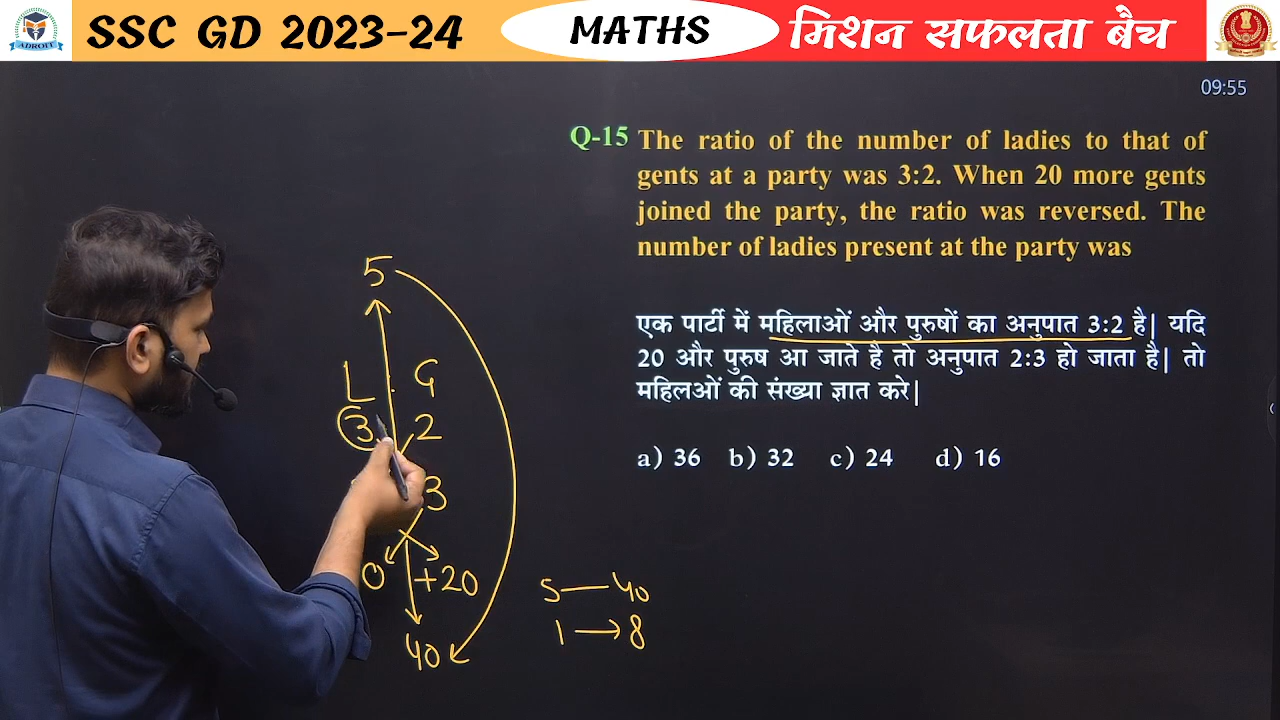 SSC GD 2023-24 MATHS मिशन सफलता बैच
ADROIT
09:55
Q-15 The ratio of the number of ladies to that of
gents at a party was 3:2. When 20 more gents
joined the party, the ratio was reversed. The
number of ladies present at the party was
एक पार्टी में महिलाओं और पुरुषों का अनुपात 3:2 है| यदि
20 और पुरुष आ जाते है तो अनुपात 2:3 हो जाता है| तो
महिलओं की संख्या ज्ञात करे|
a) 36 b) 32 c) 24 d) 16
5
L G
3 2
3
0 +20
40
5 — 40
1 → 8